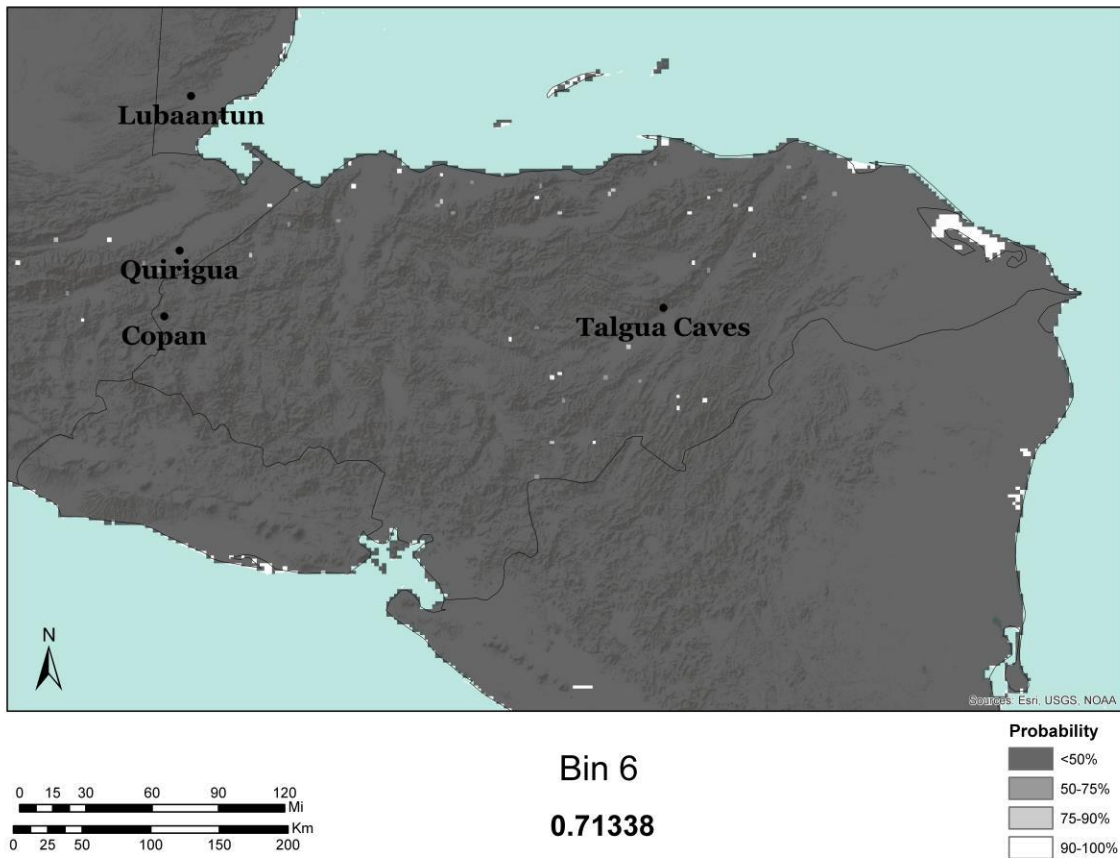 Lubaantun
Quirigua
Copan
Talgua Caves
N
Sources: Esri, USGS, NOAA
Probability
<50%
50-75%
75-90%
90-100%
Bin 6
0.71338
0 15 30 60 90 120
Mi
Km
0 25 50 100 150 200